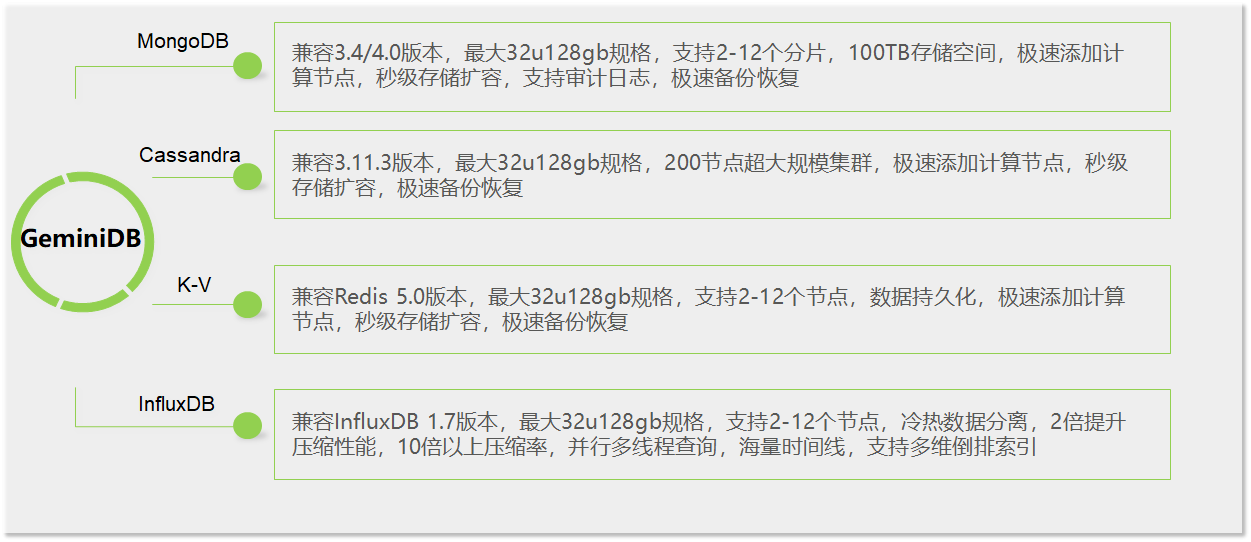 MongoDB
兼容3.4/4.0版本，最大32u128gb规格，支持2-12个分片，100TB存储空间，极速添加计
算节点，秒级存储扩容，支持审计日志，极速备份恢复
Cassandra
兼容3.11.3版本，最大32u128gb规格，200节点超大规模集群，极速添加计算节点，秒级
存储扩容，极速备份恢复
GeminiDB
K-V
兼容Redis 5.0版本，最大32u128gb规格，支持2-12个节点，数据持久化，极速添加计算
节点，秒级存储扩容，极速备份恢复
InfluxDB
兼容InfluxDB 1.7版本，最大32u128gb规格，支持2-12个节点，冷热数据分离，2倍提升
压缩性能，10倍以上压缩率，并行多线程查询，海量时间线，支持多维倒排索引